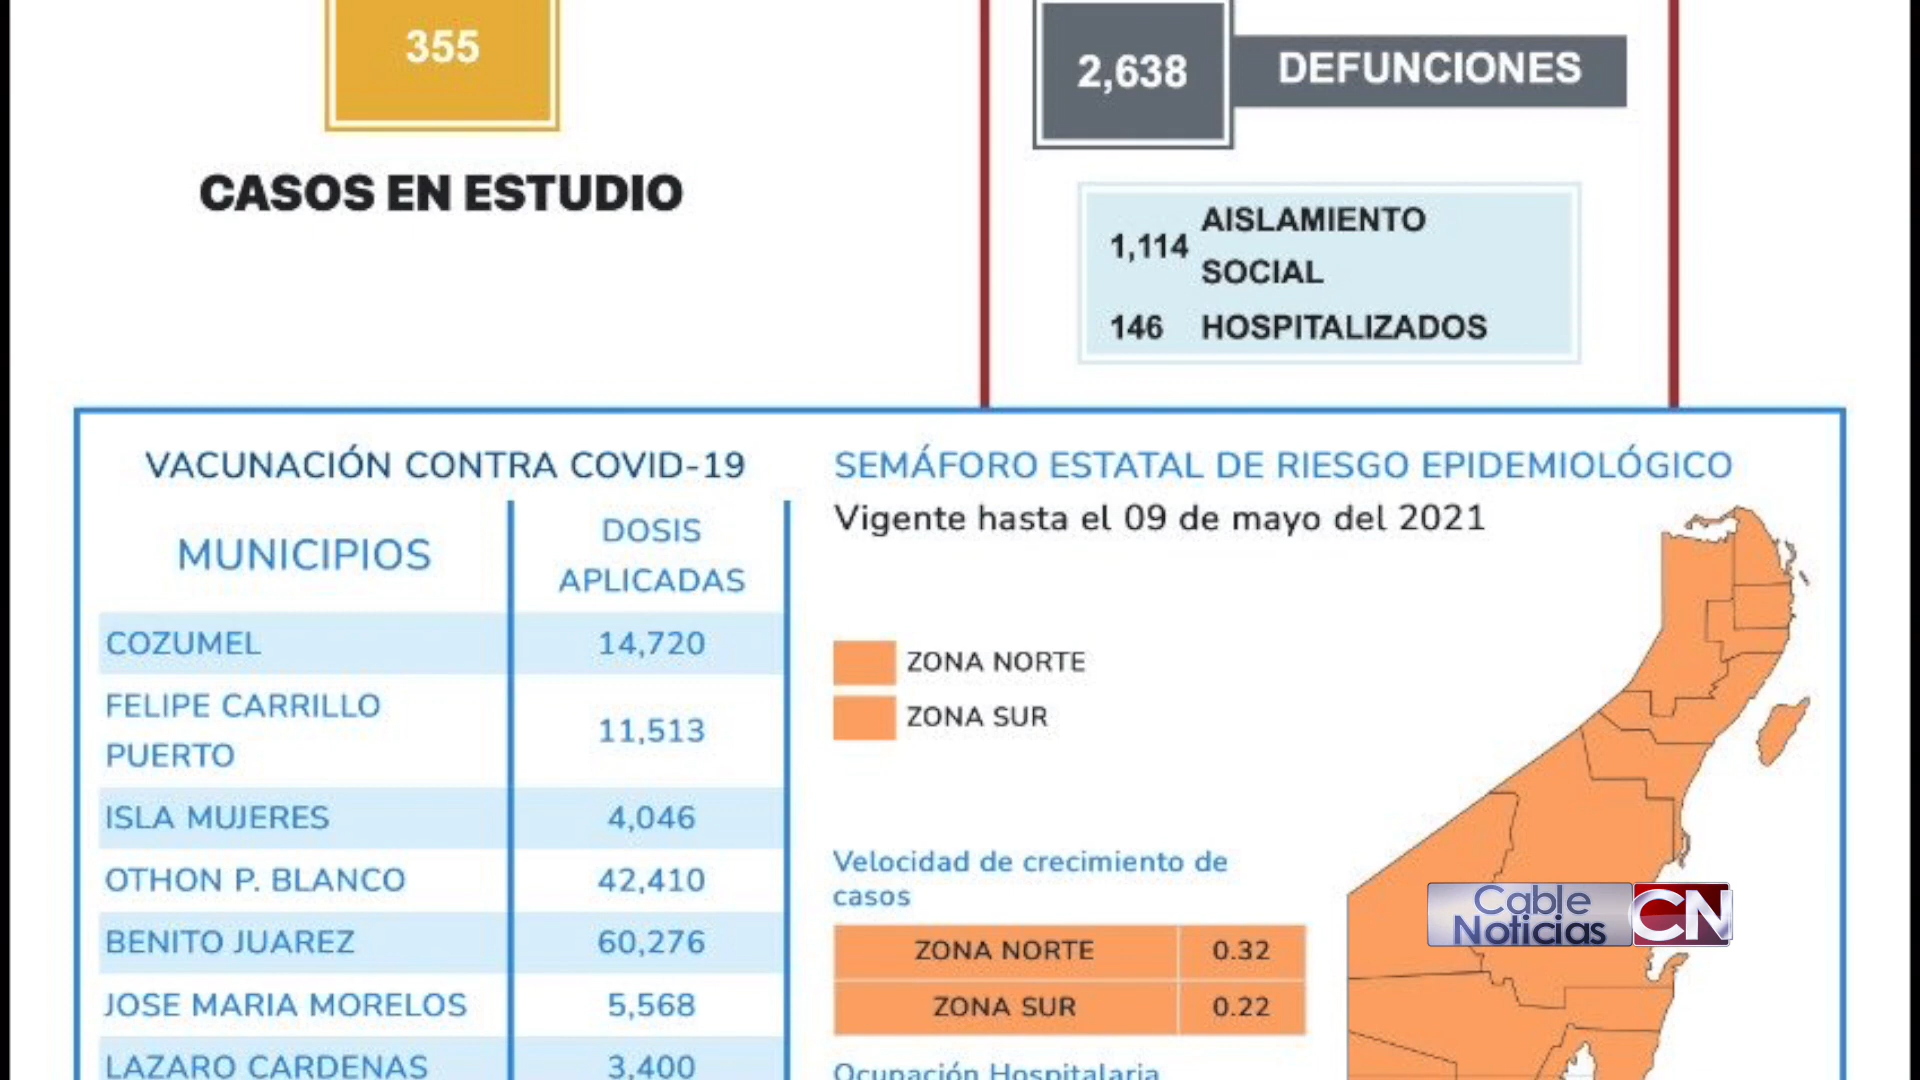 355
CASOS EN ESTUDIO
2,638 DEFUNCIONES
1,114 AISLAMIENTO
SOCIAL
146 HOSPITALIZADOS
VACUNACIÓN CONTRA COVID-19
MUNICIPIOS
DOSIS
APLICADAS
COZUMEL 14,720
FELIPE CARRILLO
PUERTO 11,513
ISLA MUJERES 4,046
OTHON P. BLANCO 42,410
BENITO JUAREZ 60,276
JOSE MARIA MORELOS 5,568
LAZARO CARDENAS 3,400
SEMÁFORO ESTATAL DE RIESGO EPIDEMIOLÓGICO
Vigente hasta el 09 de mayo del 2021
ZONA NORTE
ZONA SUR
Velocidad de crecimiento de
casos
ZONA NORTE 0.32
ZONA SUR 0.22
Ocupación Hospitalaria
Cable
Noticias
CN